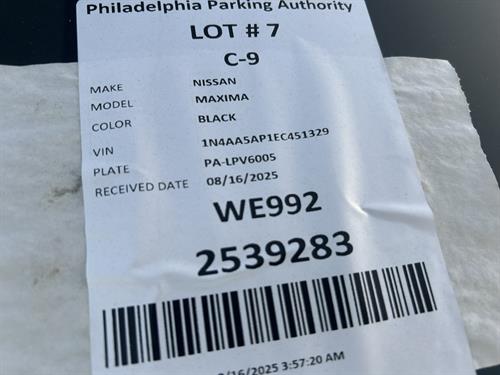 Philadelphia Parking Authority
LOT # 7
C-9
MAKE NISSAN
MODEL MAXIMA
COLOR BLACK
VIN 1N4AA5AP1EC451329
PLATE PA-LPV6005
RECEIVED DATE 08/16/2025
WE992
2539283
/16/2025 3:57:20 AM